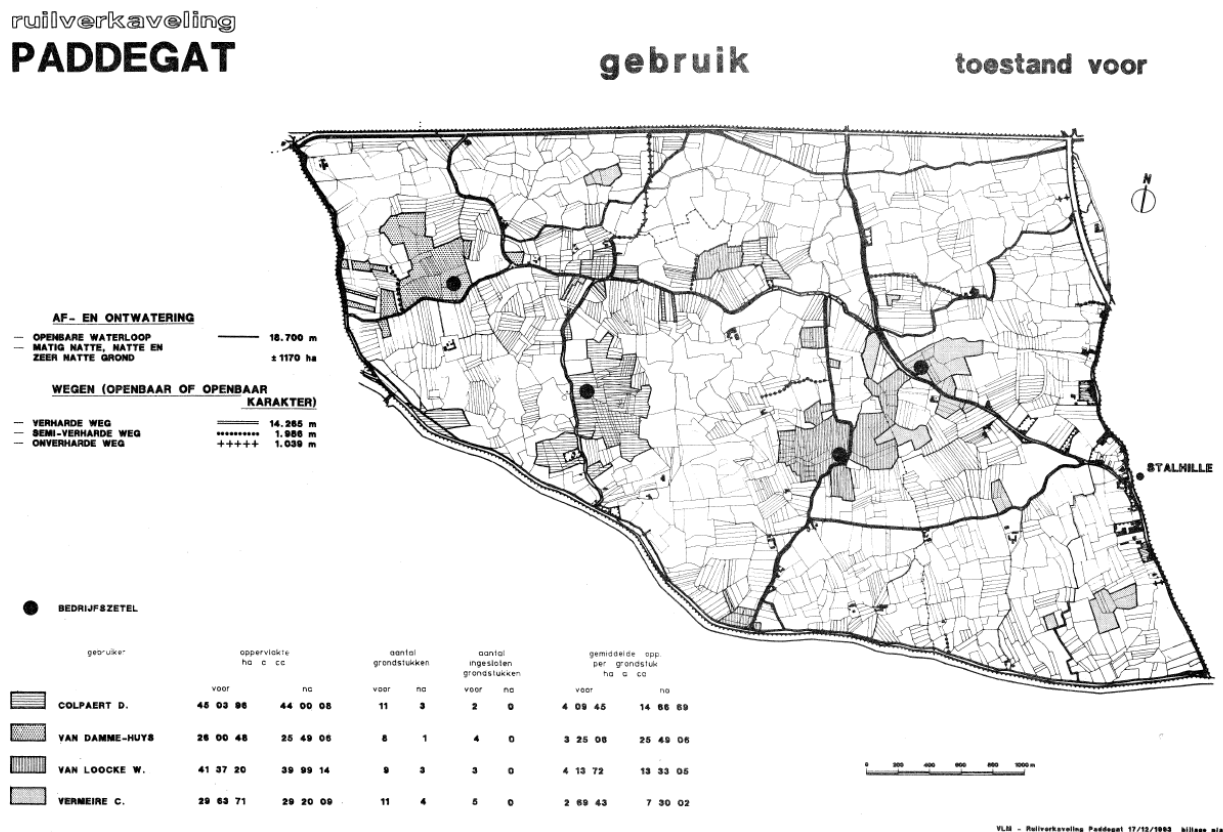 ruilverkaveling
PADDEGAT
gebruik
toestand voor
N
AF- EN ONTWATERING
— OPENBARE WATERLOOP 18.700 m
— MATIG NATTE, NATTE EN
ZEER NATTE GROND ± 1170 ha
WEGEN (OPENBAAR OF OPENBAAR
KARAKTER)
— VERHARDE WEG 14.265 m
— SEMI-VERHARDE WEG 1.986 m
— ONVERHARDE WEG +++++ 1.039 m
STALHILLE
BEDRIJFSZETEL
gebruiker oppervlakte aantal aantal gemiddelde opp.
ha a ca grondstukken ingesloten per grondstuk
grondstukken ha a ca
voor na voor na voor na voor na
COLPAERT D. 45 03 96 44 00 08 11 3 2 0 4 09 45 14 66 69
VAN DAMME-HUYS 26 00 48 25 49 06 8 1 4 0 3 25 06 25 49 06
VAN LOOCKE W. 41 37 20 39 99 14 9 3 3 0 4 13 72 13 33 05
VERMEIRE C. 29 63 71 29 20 09 11 4 5 0 2 69 43 7 30 02
0 200 400 600 800 1000 m
VLM - Ruilverkaveling Paddegat 17/12/1993 bijlage